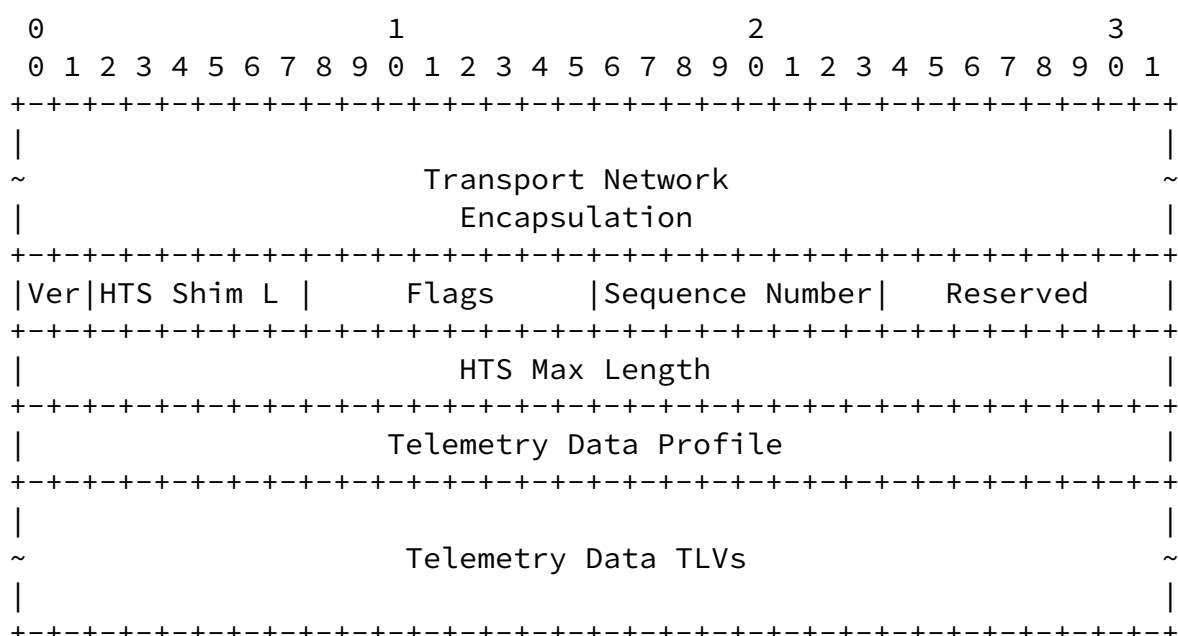 0                   1                   2                   3
 0 1 2 3 4 5 6 7 8 9 0 1 2 3 4 5 6 7 8 9 0 1 2 3 4 5 6 7 8 9 0 1
+-+-+-+-+-+-+-+-+-+-+-+-+-+-+-+-+-+-+-+-+-+-+-+-+-+-+-+-+-+-+-+-+
|                                                               |
~                      Transport Network                        ~
|                        Encapsulation                          |
+-+-+-+-+-+-+-+-+-+-+-+-+-+-+-+-+-+-+-+-+-+-+-+-+-+-+-+-+-+-+-+-+
|Ver|HTS Shim L |     Flags     |Sequence Number|   Reserved    |
+-+-+-+-+-+-+-+-+-+-+-+-+-+-+-+-+-+-+-+-+-+-+-+-+-+-+-+-+-+-+-+-+
|                        HTS Max Length                         |
+-+-+-+-+-+-+-+-+-+-+-+-+-+-+-+-+-+-+-+-+-+-+-+-+-+-+-+-+-+-+-+-+
|                    Telemetry Data Profile                     |
+-+-+-+-+-+-+-+-+-+-+-+-+-+-+-+-+-+-+-+-+-+-+-+-+-+-+-+-+-+-+-+-+
|                                                               |
~                     Telemetry Data TLVs                       ~
|                                                               |
+-+-+-+-+-+-+-+-+-+-+-+-+-+-+-+-+-+-+-+-+-+-+-+-+-+-+-+-+-+-+-+-+